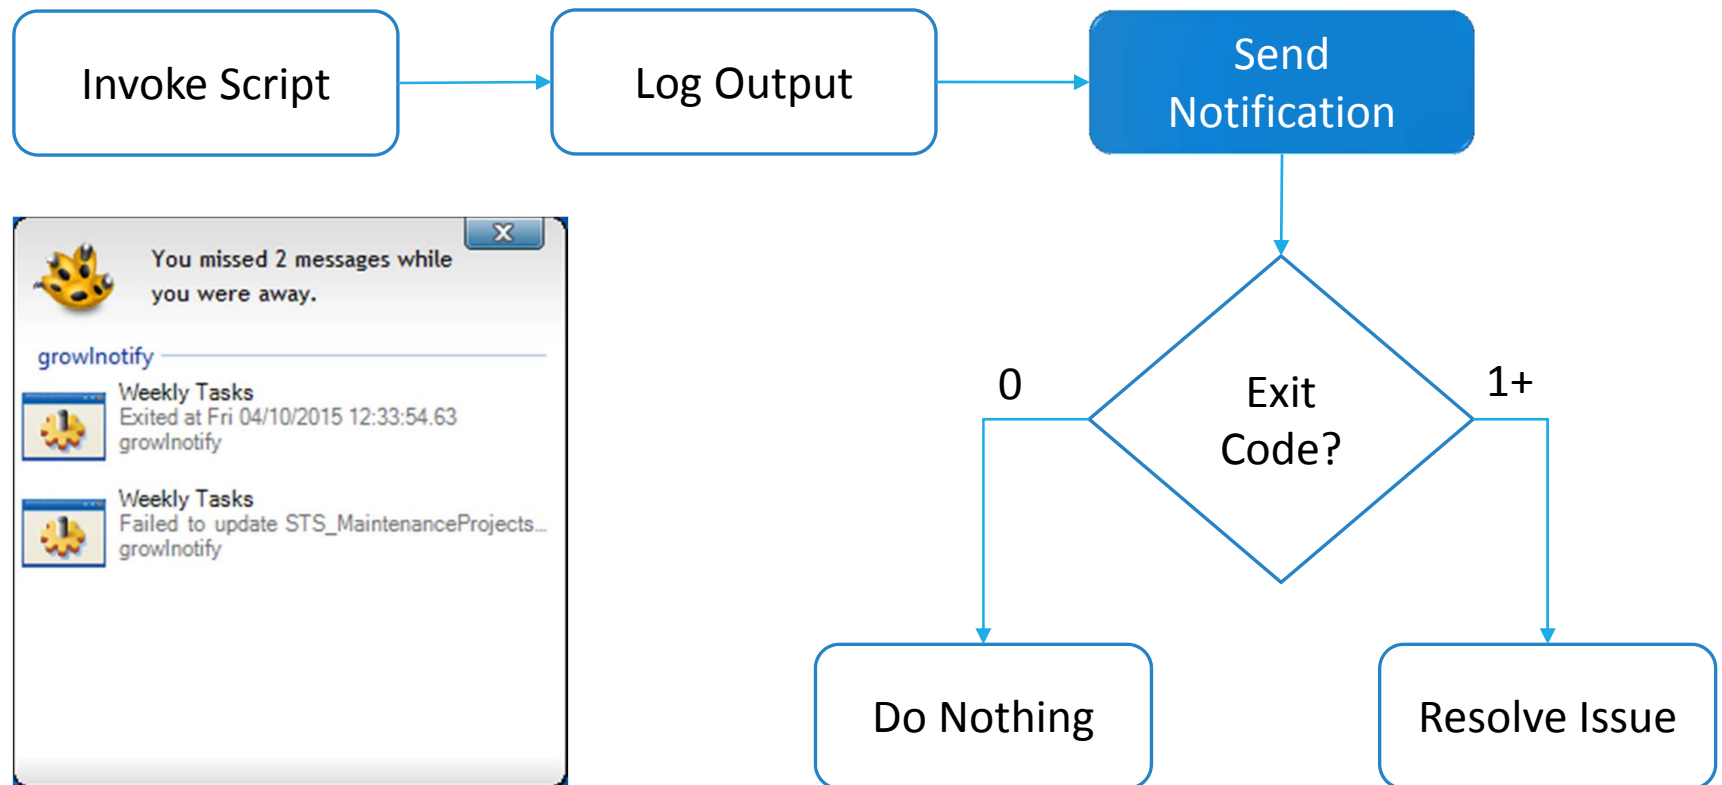 Invoke Script
Log Output
Send
Notification
You missed 2 messages while
you were away.
growlnotify
Weekly Tasks
Exited at Fri 04/10/2015 12:33:54.63
growlnotify
Weekly Tasks
Failed to update STS_MaintenanceProjects...
growlnotify
0
Exit
Code?
1+
Do Nothing
Resolve Issue